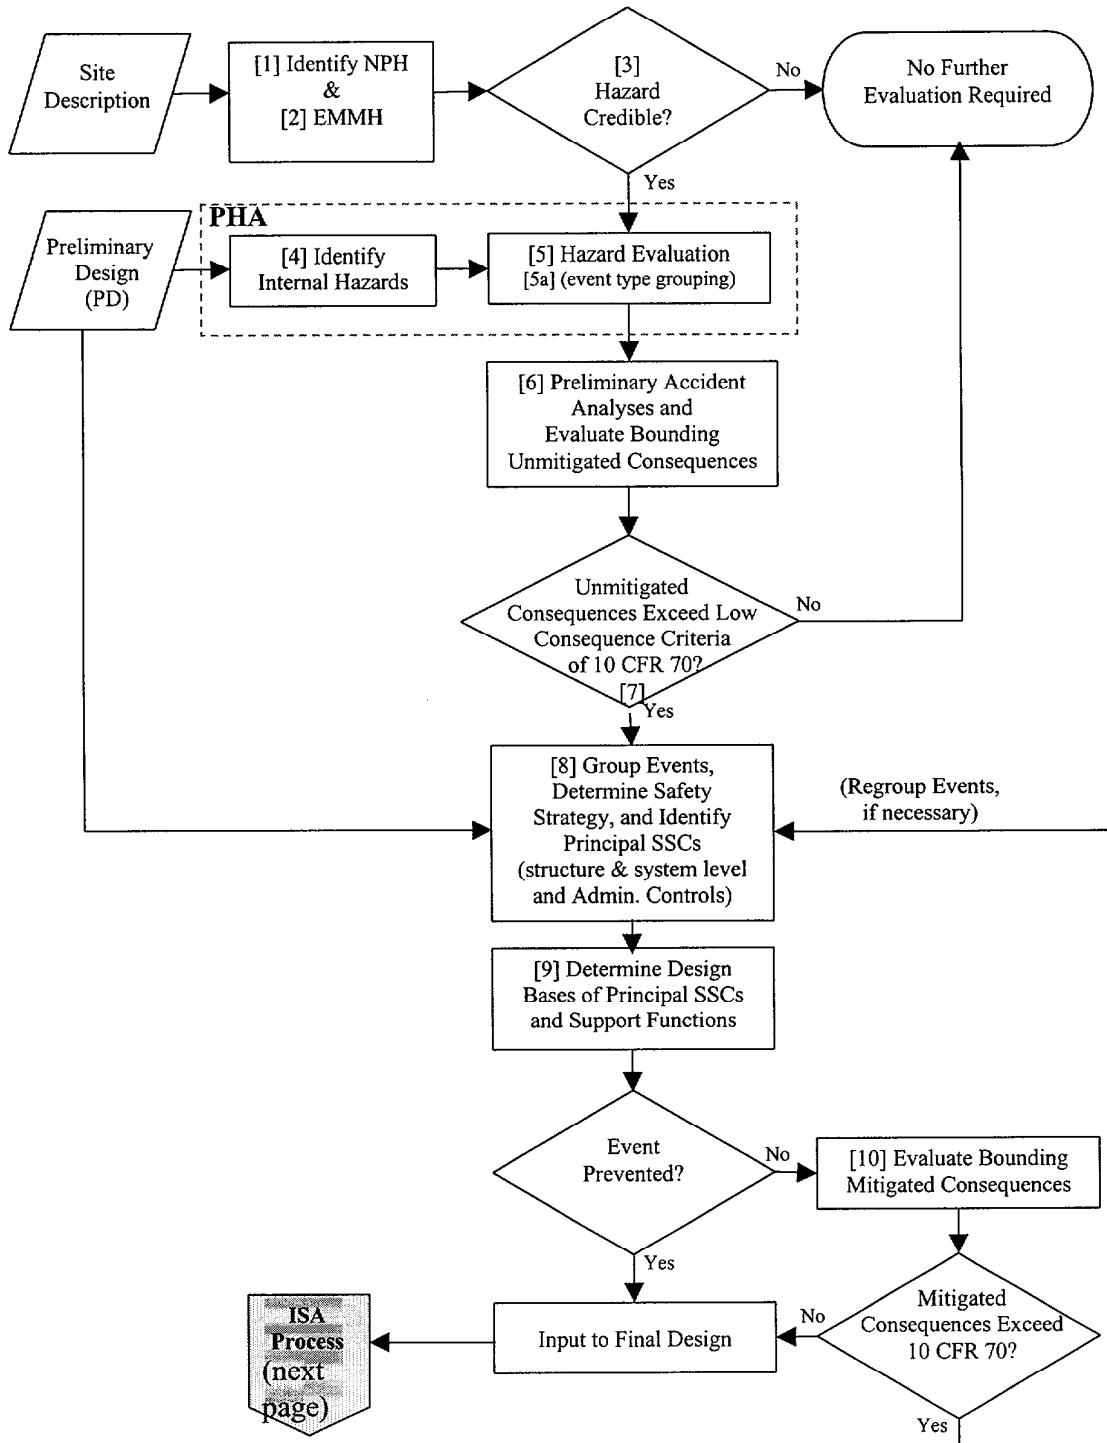 Site
Description
[1] Identify NPH
&
[2] EMMH
[3]
Hazard
Credible?
No
No Further
Evaluation Required
Yes
PHA
Preliminary
Design
(PD)
[4] Identify
Internal Hazards
[5] Hazard Evaluation
[5a] (event type grouping)
[6] Preliminary Accident
Analyses and
Evaluate Bounding
Unmitigated Consequences
Unmitigated
Consequences Exceed Low
Consequence Criteria
of 10 CFR 70?
[7]
No
Yes
[8] Group Events,
Determine Safety
Strategy, and Identify
Principal SSCs
(structure & system level
and Admin. Controls)
(Regroup Events,
if necessary)
[9] Determine Design
Bases of Principal SSCs
and Support Functions
Event
Prevented?
No
[10] Evaluate Bounding
Mitigated Consequences
Yes
Mitigated
Consequences Exceed
10 CFR 70?
No
Input to Final Design
ISA
Process
(next
page)
Yes